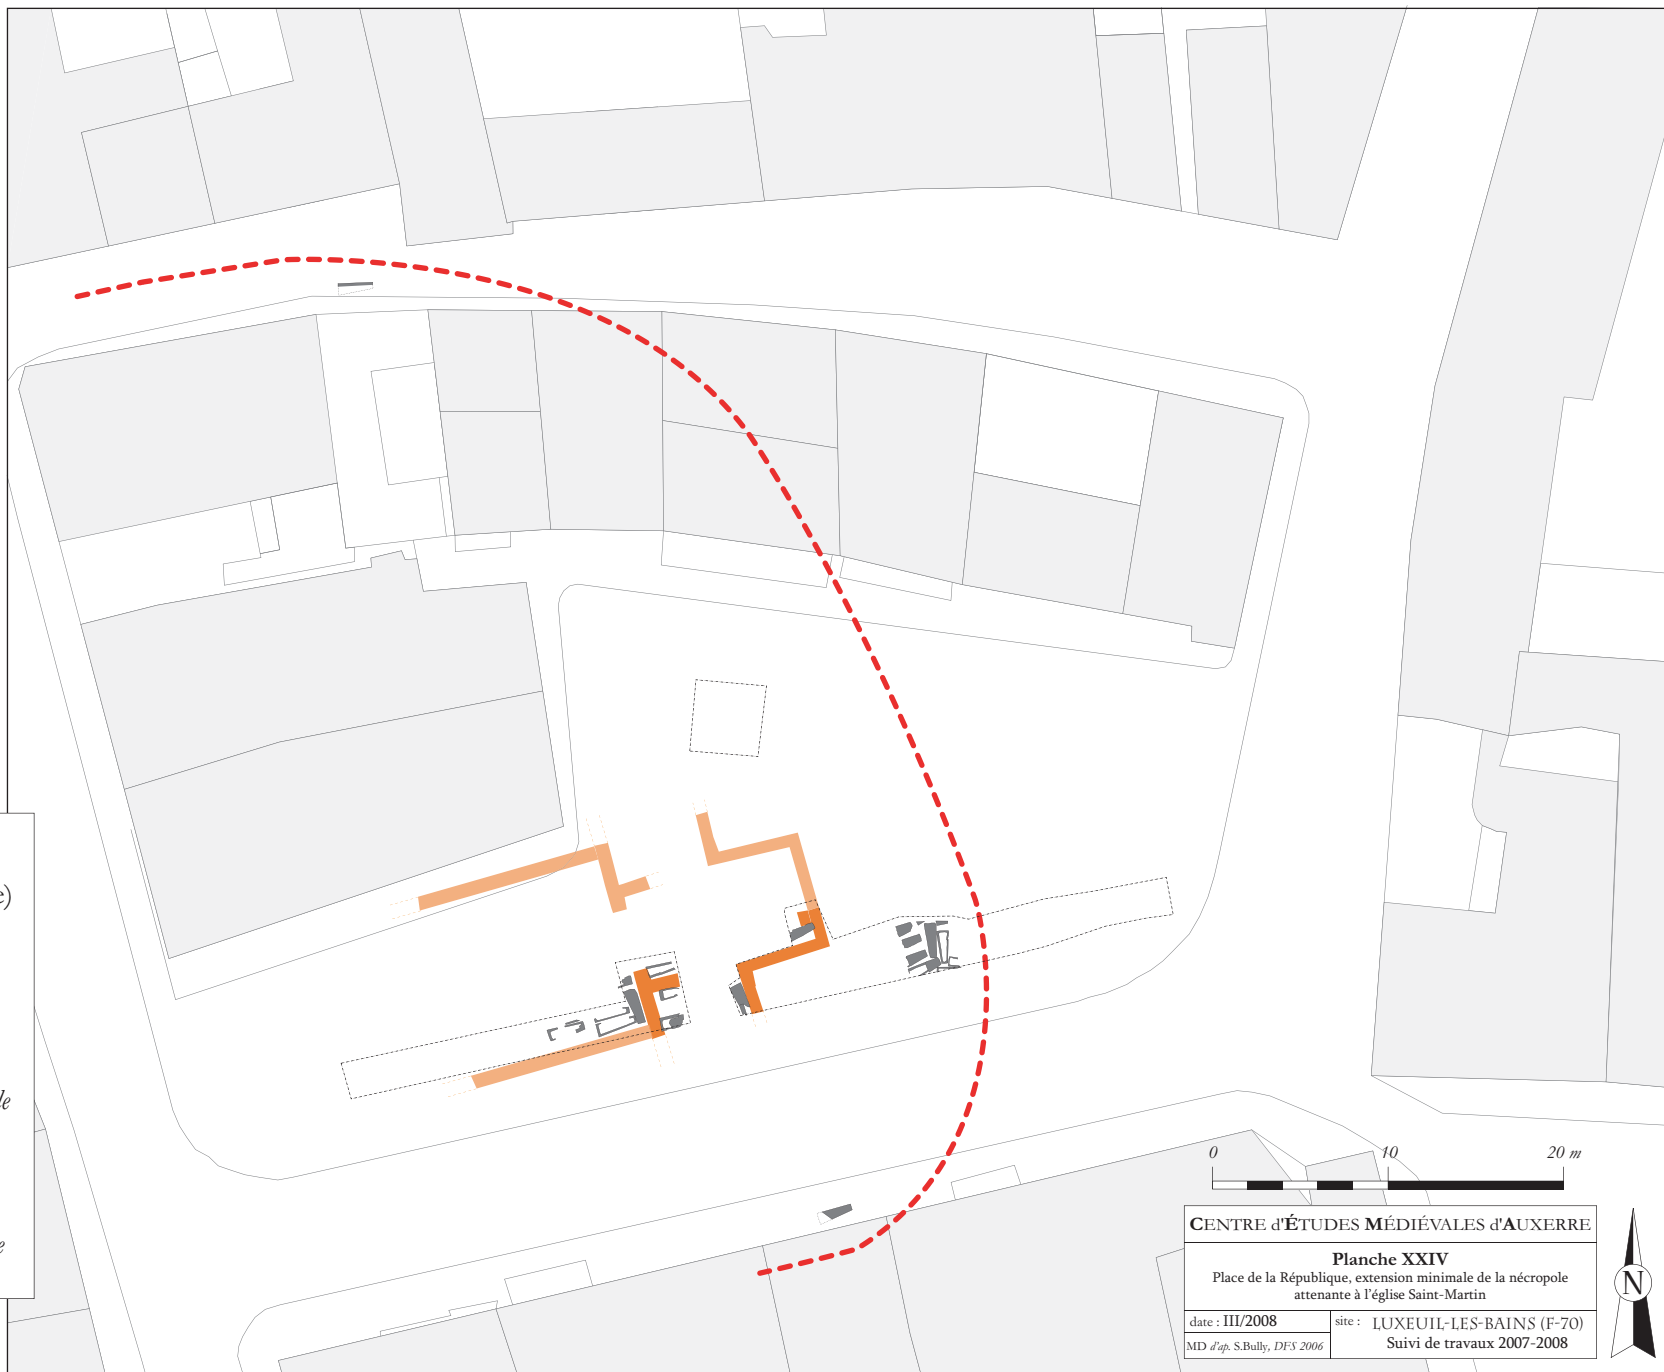 e)
le
e
0 10 20 m
CENTRE d'ÉTUDES MÉDIÉVALES d'AUXERRE
Planche XXIV
Place de la République, extension minimale de la nécropole
attenante à l'église Saint-Martin
date : III/2008
MD d'ap. S.Bully, DFS 2006
site : LUXEUIL-LES-BAINS (F-70)
Suivi de travaux 2007-2008
N